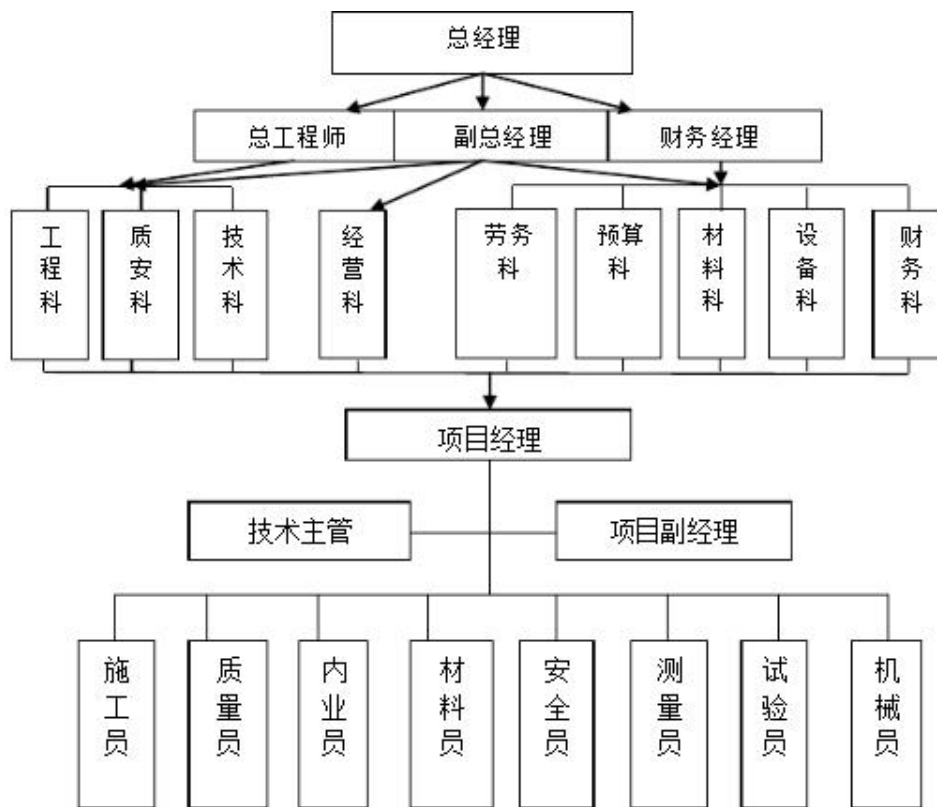 总经理
总工程师
副总经理
财务经理
工程科
质安科
技术科
经营科
劳务科
预算科
材料科
设备科
财务科
项目经理
技术主管
项目副经理
施工员
质量员
内业员
材料员
安全员
测量员
试验员
机械员